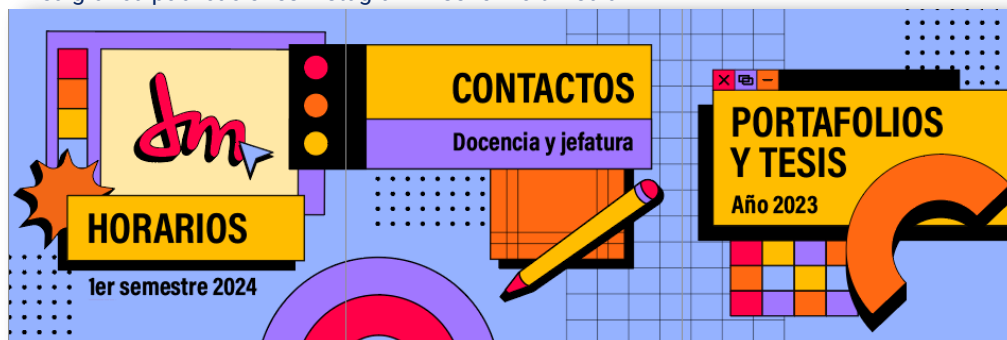 dm
HORARIOS
1er semestre 2024
CONTACTOS
Docencia y jefatura
PORTAFOLIOS
Y TESIS
Año 2023